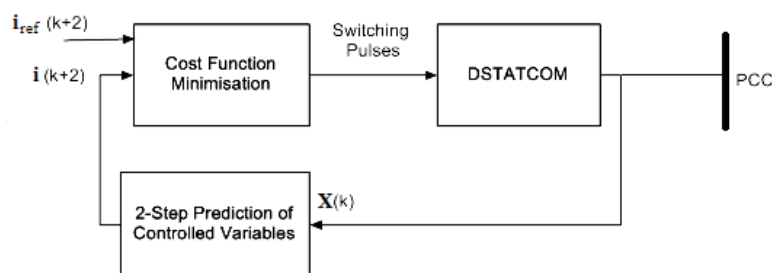 i_ref (k+2)
i (k+2)
Cost Function
Minimisation
Switching
Pulses
DSTATCOM
PCC
2-Step Prediction of
Controlled Variables
X(k)